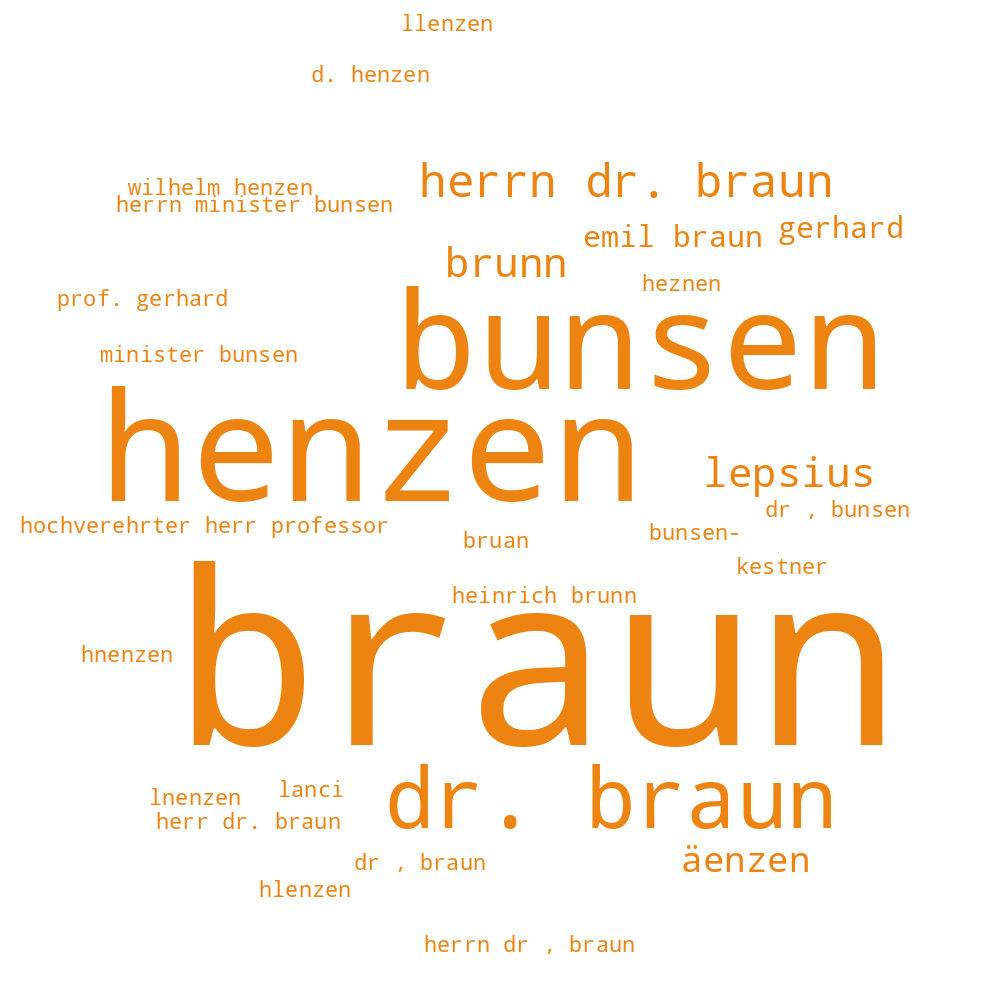 llenzen
d. henzen
herrn dr. braun
wilhelm henzen
herrn minister bunsen
gerhard
emil braun
brunn
heznen
prof. gerhard
bunsen
minister bunsen
henzen
lepsius
dr , bunsen
hochverehrter herr professor
bunsen-
bruan
kestner
heinrich brunn
hnenzen
braun
lanci
lnenzen
dr. braun
herr dr. braun
äenzen
dr , braun
hlenzen
herrn dr , braun